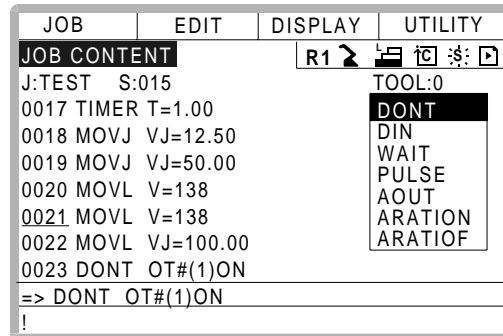 JOB EDIT DISPLAY UTILITY
JOB CONTENT R1 C S
J:TEST S:015 TOOL:0
0017 TIMER T=1.00
0018 MOVJ VJ=12.50
0019 MOVJ VJ=50.00
0020 MOVL V=138
0021 MOVL V=138
0022 MOVL VJ=100.00
0023 DONT OT#(1)ON
DONT
DIN
WAIT
PULSE
AOUT
ARATION
ARATIOF
=> DONT OT#(1)ON
!